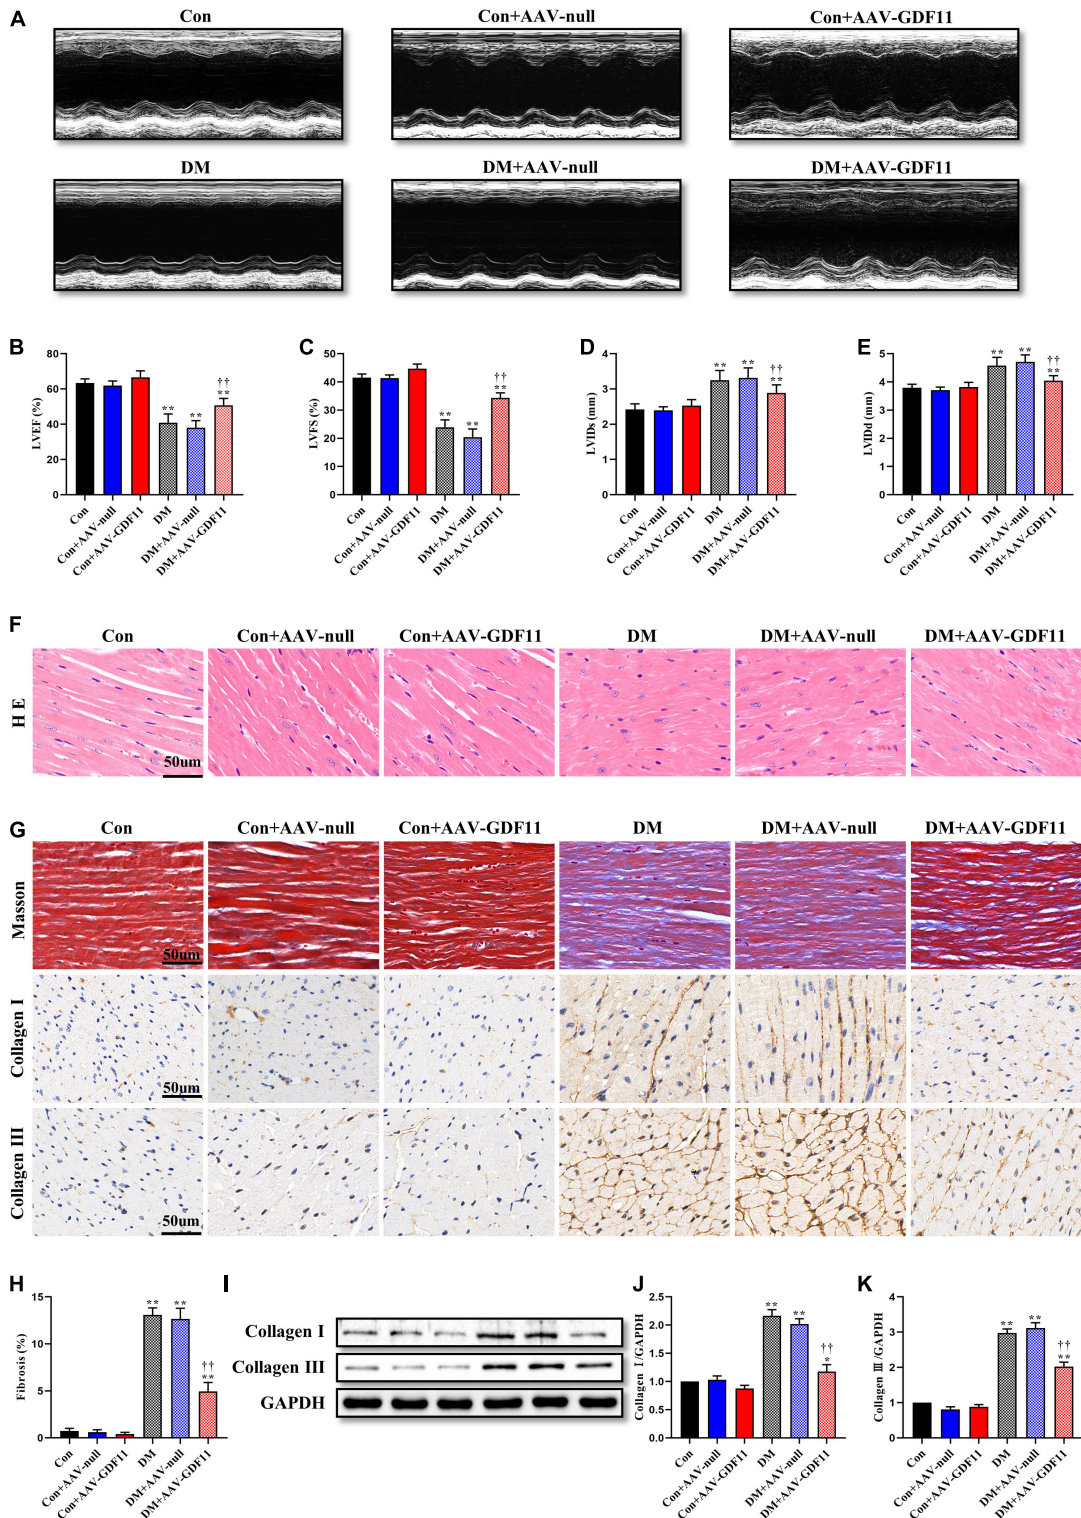 A
Con
Con+AAV-null
Con+AAV-GDF11
DM
DM+AAV-null
DM+AAV-GDF11
B
LVEF (%)
80
60
40
20
0
**
**
††
**
Con
Con+AAV-null
Con+AAV-GDF11
DM
DM+AAV-null
DM+AAV-GDF11
C
LVFS (%)
50
40
30
20
10
0
**
**
††
**
Con
Con+AAV-null
Con+AAV-GDF11
DM
DM+AAV-null
DM+AAV-GDF11
D
LVIDs (mm)
4
3
2
1
0
**
**
††
**
Con
Con+AAV-null
Con+AAV-GDF11
DM
DM+AAV-null
DM+AAV-GDF11
E
LVIDd (mm)
5
4
3
2
1
0
**
**
††
**
Con
Con+AAV-null
Con+AAV-GDF11
DM
DM+AAV-null
DM+AAV-GDF11
F
Con
Con+AAV-null
Con+AAV-GDF11
DM
DM+AAV-null
DM+AAV-GDF11
H E
50um
G
Con
Con+AAV-null
Con+AAV-GDF11
DM
DM+AAV-null
DM+AAV-GDF11
Masson
50um
Collagen I
50um
Collagen III
50um
H
Fibrosis (%)
15
10
5
0
**
**
††
**
Con
Con+AAV-null
Con+AAV-GDF11
DM
DM+AAV-null
DM+AAV-GDF11
I
Collagen I
Collagen III
GAPDH
J
Collagen I/GAPDH
2.5
2.0
1.5
1.0
0.5
0.0
**
**
††
*
Con
Con+AAV-null
Con+AAV-GDF11
DM
DM+AAV-null
DM+AAV-GDF11
K
Collagen III/GAPDH
4
3
2
1
0
**
**
††
**
Con
Con+AAV-null
Con+AAV-GDF11
DM
DM+AAV-null
DM+AAV-GDF11